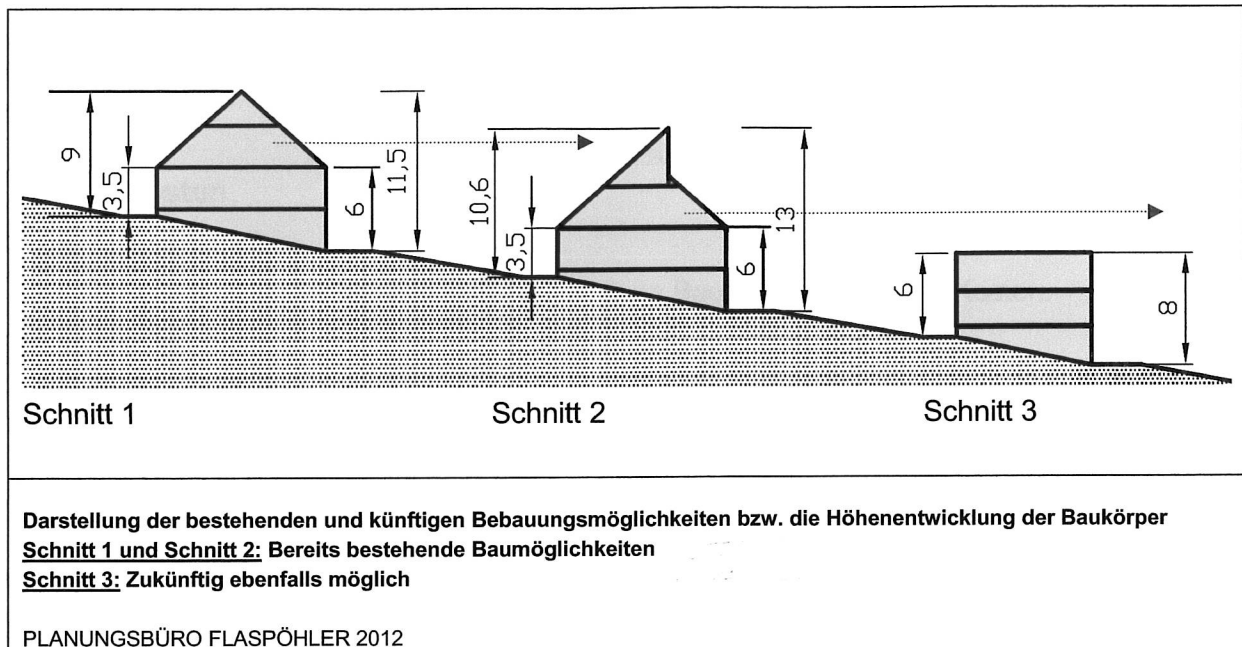 9
3,5
6
11,5
10,6
3,5
6
13
6
8
Schnitt 1
Schnitt 2
Schnitt 3
Darstellung der bestehenden und künftigen Bebauungsmöglichkeiten bzw. die Höhenentwicklung der Baukörper
Schnitt 1 und Schnitt 2: Bereits bestehende Baumöglichkeiten
Schnitt 3: Zukünftig ebenfalls möglich
PLANUNGSBÜRO FLASPÖHLER 2012